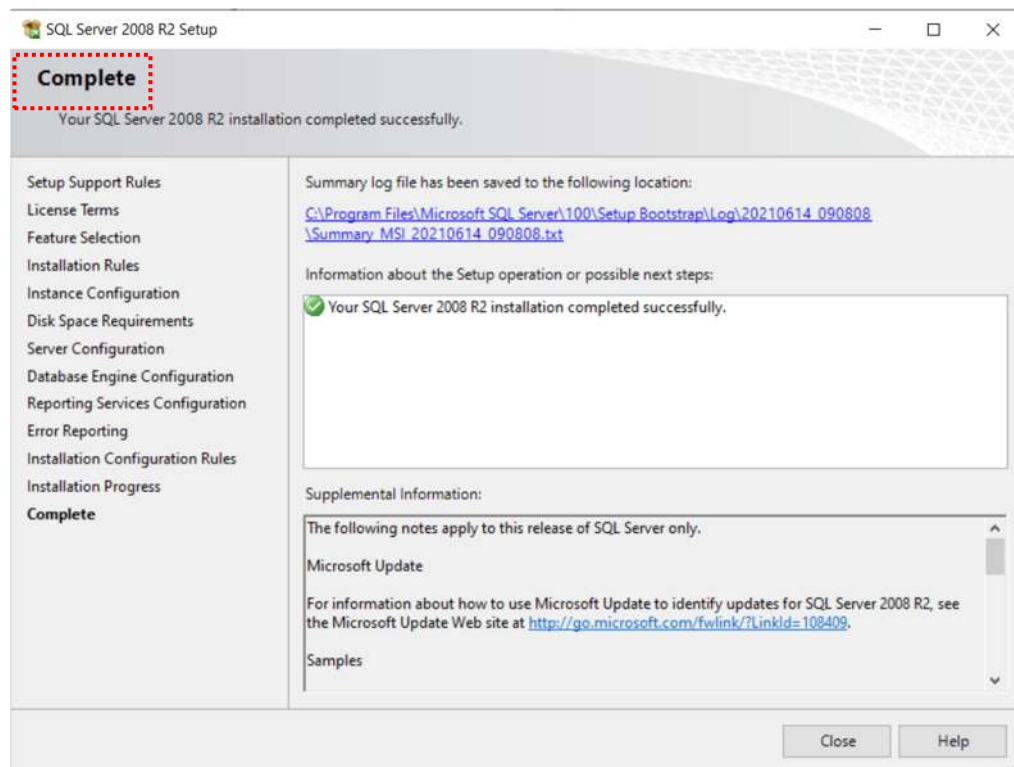 SQL Server 2008 R2 Setup
Complete
Your SQL Server 2008 R2 installation completed successfully.
Setup Support Rules
License Terms
Feature Selection
Installation Rules
Instance Configuration
Disk Space Requirements
Server Configuration
Database Engine Configuration
Reporting Services Configuration
Error Reporting
Installation Configuration Rules
Installation Progress
Complete
Summary log file has been saved to the following location:
C:\Program Files\Microsoft SQL Server\100\Setup Bootstrap\Log\20210614_090808
\Summary_MSI_20210614_090808.txt
Information about the Setup operation or possible next steps:
Your SQL Server 2008 R2 installation completed successfully.
Supplemental Information:
The following notes apply to this release of SQL Server only.
Microsoft Update
For information about how to use Microsoft Update to identify updates for SQL Server 2008 R2, see
the Microsoft Update Web site at http://go.microsoft.com/fwlink/?LinkId=108409.
Samples
Close
Help